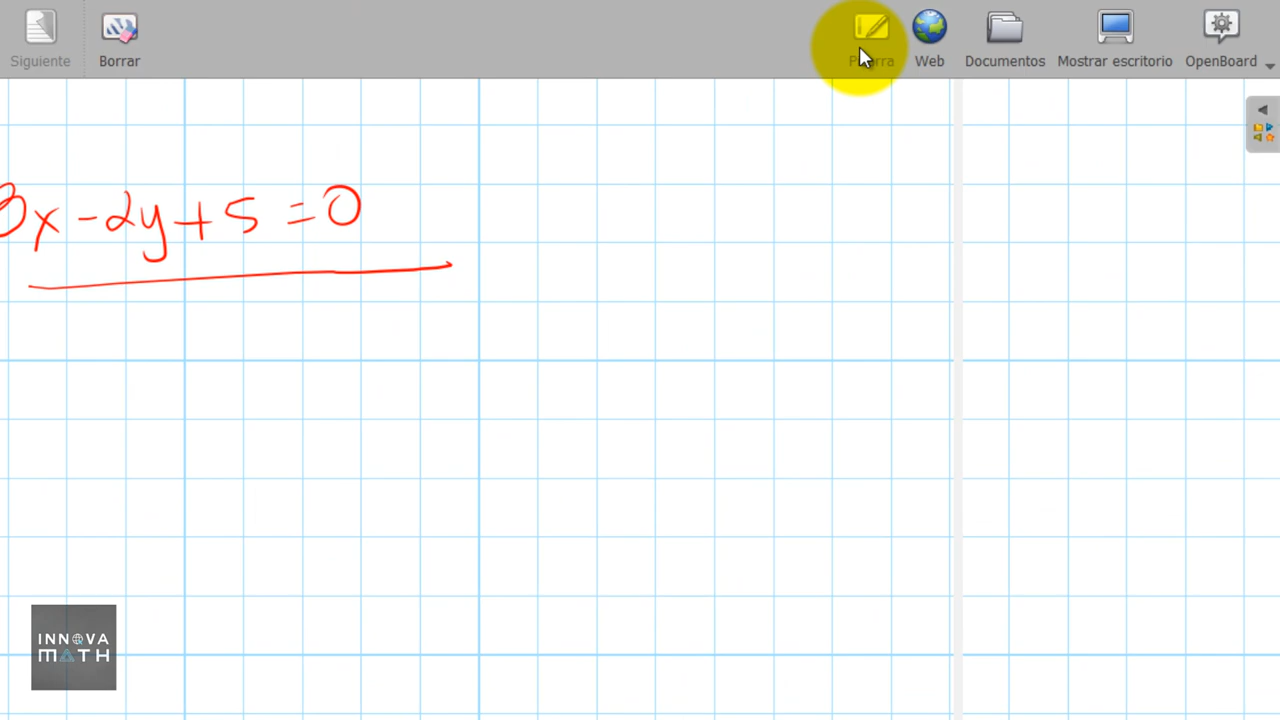 Siguiente
Borrar
Web
Documentos
Mostrar escritorio
OpenBoard
3x - 2y + 5 = 0
INNOVA
MATH